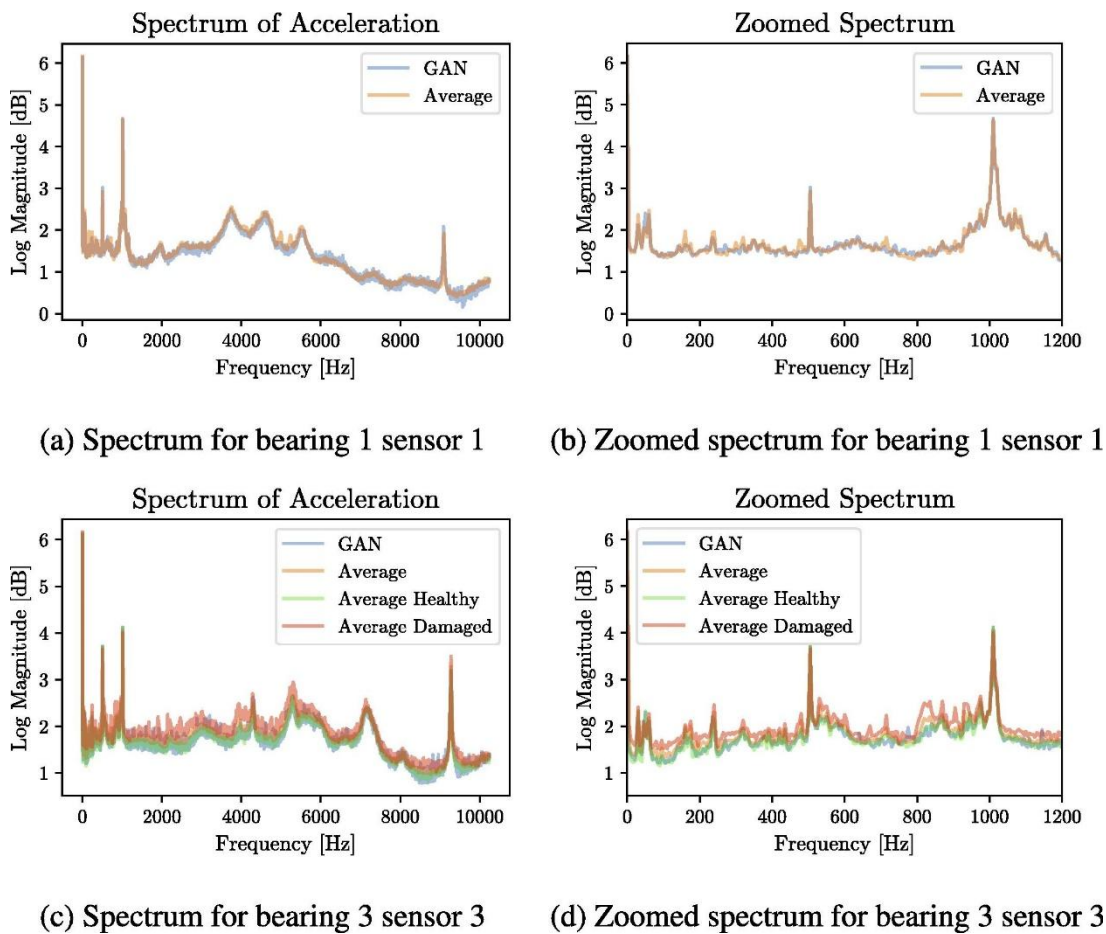 Spectrum of Acceleration
Log Magnitude [dB]
6
5
4
3
2
1
0
GAN
Average
0 2000 4000 6000 8000 10000
Frequency [Hz]
(a) Spectrum for bearing 1 sensor 1
Zoomed Spectrum
Log Magnitude [dB]
6
5
4
3
2
1
0
GAN
Average
0 200 400 600 800 1000 1200
Frequency [Hz]
(b) Zoomed spectrum for bearing 1 sensor 1
Spectrum of Acceleration
Log Magnitude [dB]
6
5
4
3
2
1
GAN
Average
Average Healthy
Average Damaged
0 2000 4000 6000 8000 10000
Frequency [Hz]
(c) Spectrum for bearing 3 sensor 3
Zoomed Spectrum
Log Magnitude [dB]
6
5
4
3
2
1
GAN
Average
Average Healthy
Average Damaged
0 200 400 600 800 1000 1200
Frequency [Hz]
(d) Zoomed spectrum for bearing 3 sensor 3